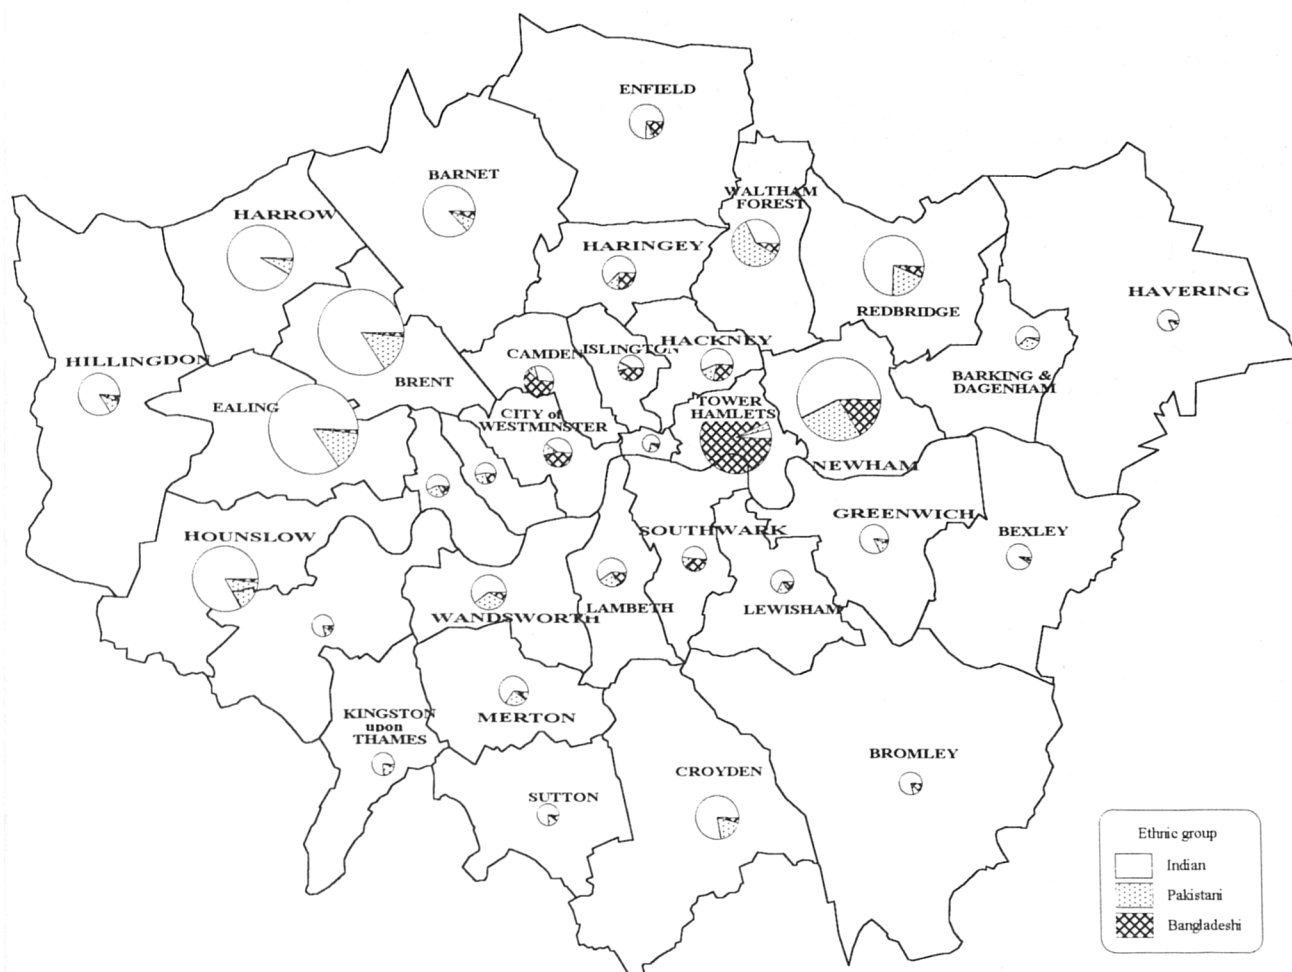 ENFIELD
BARNET
WALTHAM
FOREST
HARROW
HARINGEY
HAVERING
REDBRIDGE
HILLINGDON
BRENT
CAMDEN
ISLINGTON
HACKNEY
BARKING &
DAGENHAM
EALING
CITY of
WESTMINSTER
TOWER
HAMLETS
NEWHAM
HOUNSLOW
SOUTHWARK
GREENWICH
BEXLEY
WANDSWORTH
LAMBETH
LEWISHAM
KINGSTON
upon
THAMES
MERTON
SUTTON
CROYDEN
BROMLEY
Ethnic group
Indian
Pakistani
Bangladeshi